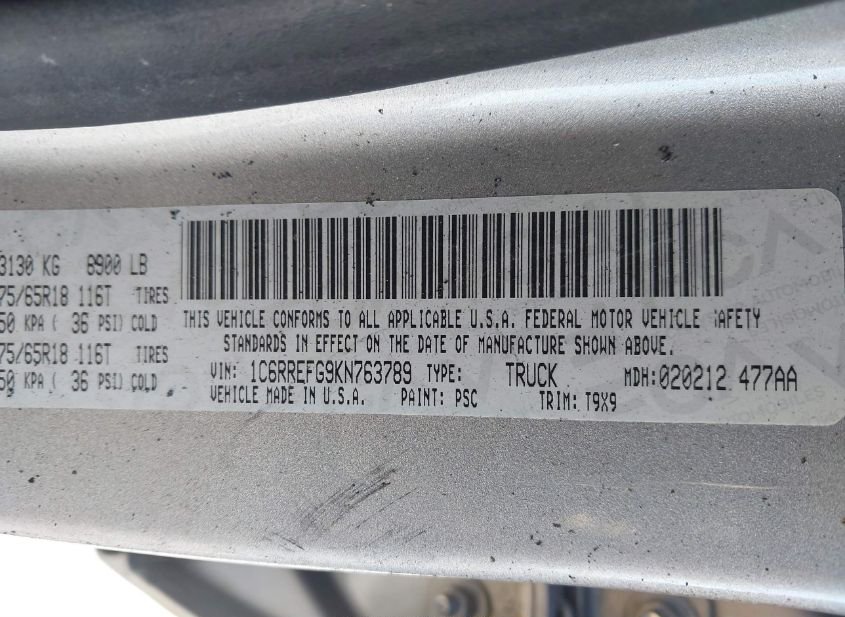 3130 KG 6900 LB
75/65R18 116T TIRES
50 KPA ( 36 PSI) COLD
75/65R18 116T TIRES
50 KPA ( 36 PSI) COLD
THIS VEHICLE CONFORMS TO ALL APPLICABLE U.S.A. FEDERAL MOTOR VEHICLE AFETY
STANDARDS IN EFFECT ON THE DATE OF MANUFACTURE SHOWN ABOVE.
VIN: 1C6RREFG9KN763789 TYPE: TRUCK MDH:020212 477AA
VEHICLE MADE IN U.S.A. PAINT: PSC TRIM: T9X9